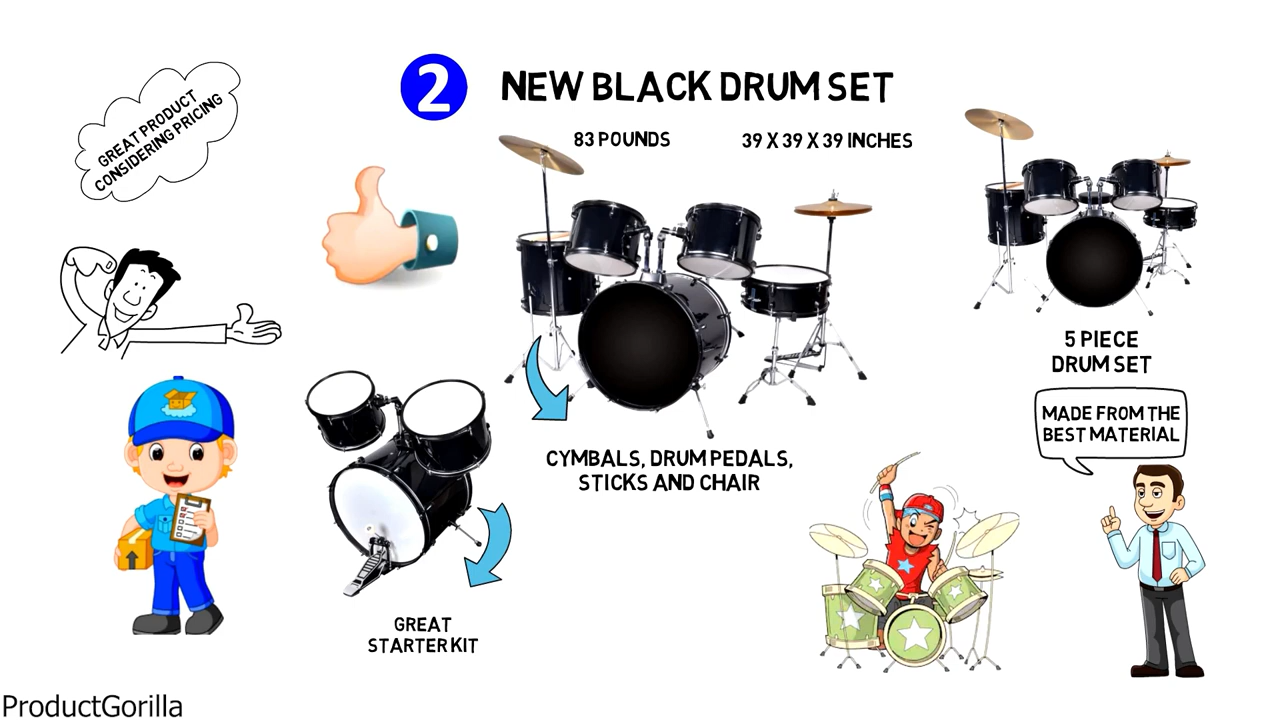 2
NEW BLACK DRUM SET
83 POUNDS
39 X 39 X 39 INCHES
GREAT PRODUCT
CONSIDERING PRICING
5 PIECE
DRUM SET
MADE FROM THE
BEST MATERIAL
CYMBALS, DRUM PEDALS,
STICKS AND CHAIR
GREAT
STARTER KIT
ProductGorilla